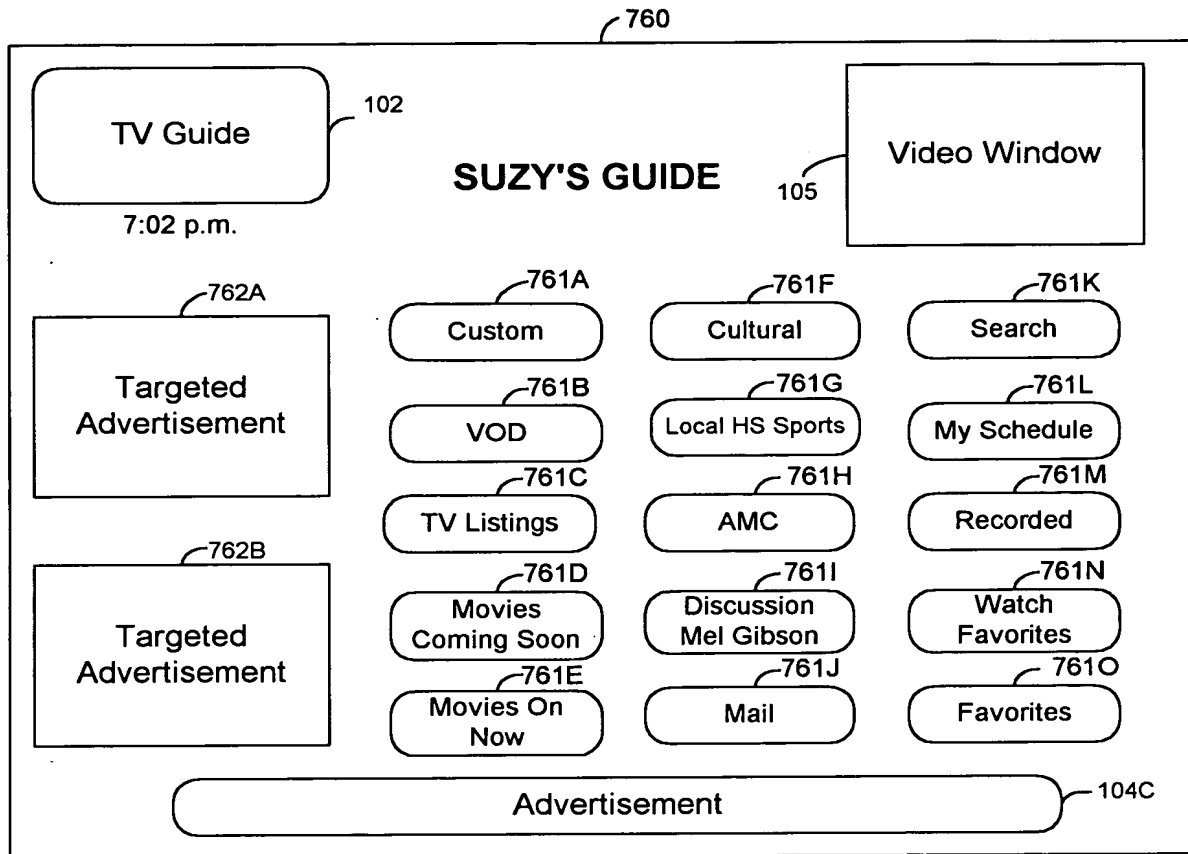 760
TV Guide
102
7:02 p.m.
SUZY'S GUIDE
Video Window
105
762A
Targeted
Advertisement
762B
Targeted
Advertisement
761A
Custom
761F
Cultural
761K
Search
761B
VOD
761G
Local HS Sports
761L
My Schedule
761C
TV Listings
761H
AMC
761M
Recorded
761D
Movies
Coming Soon
761I
Discussion
Mel Gibson
761N
Watch
Favorites
761E
Movies On
Now
761J
Mail
761O
Favorites
Advertisement
104C